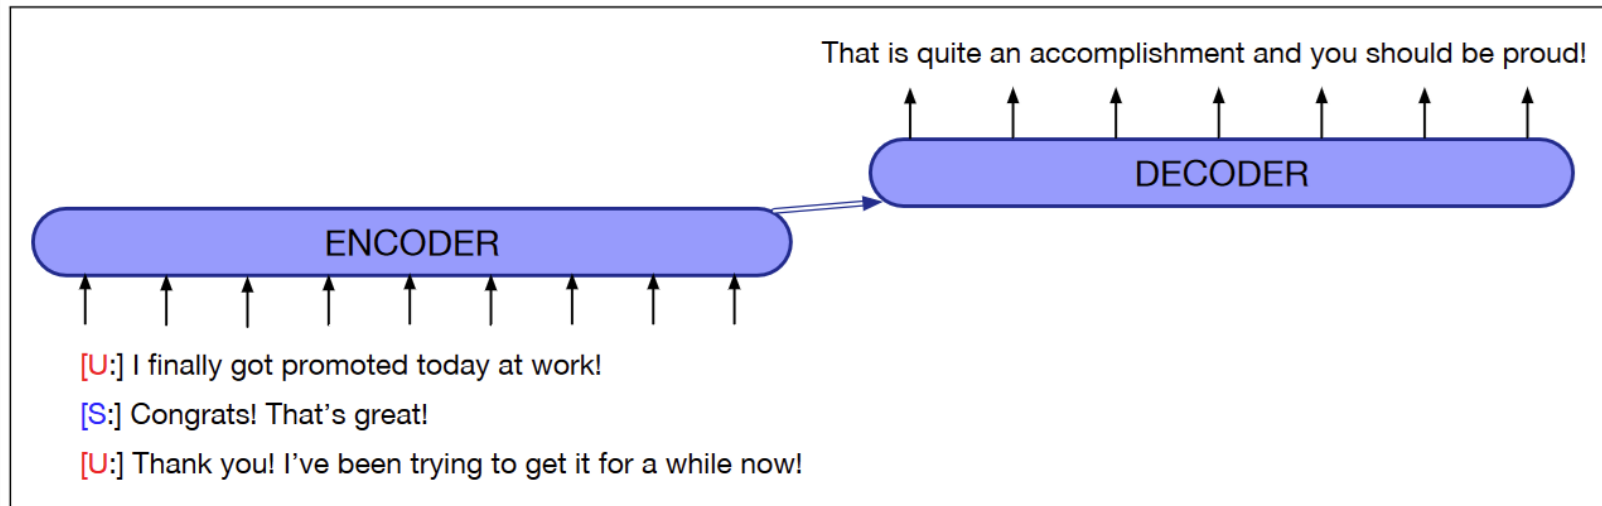 That is quite an accomplishment and you should be proud!
DECODER
ENCODER
[U:] I finally got promoted today at work!
[S:] Congrats! That's great!
[U:] Thank you! I've been trying to get it for a while now!